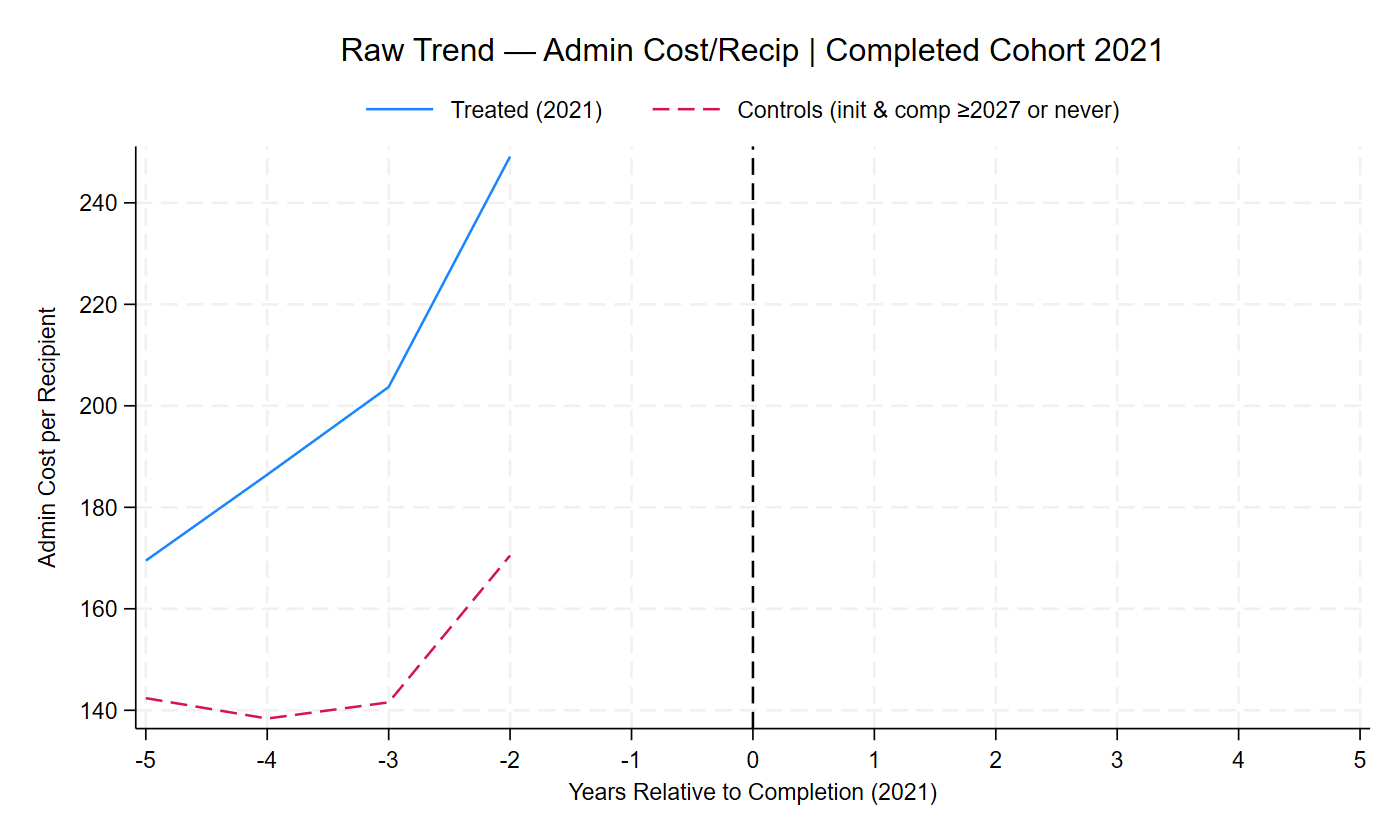 Raw Trend — Admin Cost/Recip | Completed Cohort 2021
Treated (2021)
Controls (init & comp ≥2027 or never)
Admin Cost per Recipient
240
220
200
180
160
140
-5 -4 -3 -2 -1 0 1 2 3 4 5
Years Relative to Completion (2021)